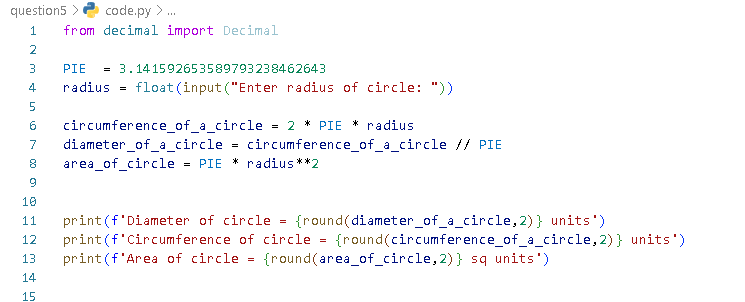 question5 > code.py > ...
1 from decimal import Decimal
2
3 PIE  = 3.141592653589793238462643
4 radius = float(input("Enter radius of circle: "))
5
6 circumference_of_a_circle = 2 * PIE * radius
7 diameter_of_a_circle = circumference_of_a_circle // PIE
8 area_of_circle = PIE * radius**2
9
10
11 print(f'Diameter of circle = {round(diameter_of_a_circle,2)} units')
12 print(f'Circumference of circle = {round(circumference_of_a_circle,2)} units')
13 print(f'Area of circle = {round(area_of_circle,2)} sq units')
14
15